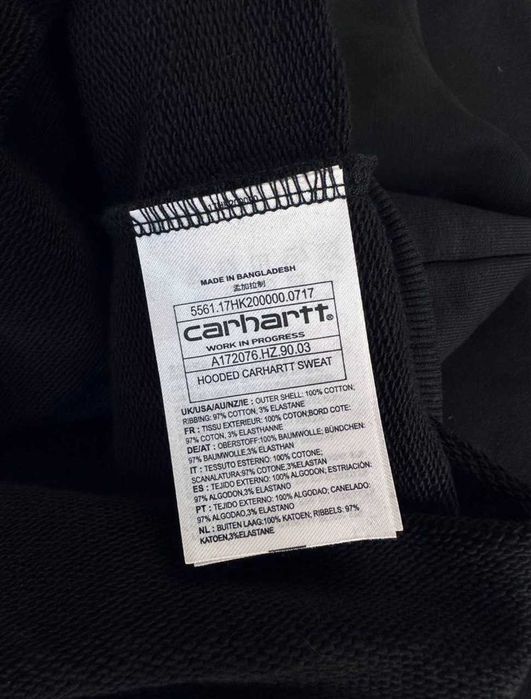 MADE IN BANGLADESH
孟加拉制
5561.17HK200000.0717
carhartt
WORK IN PROGRESS
A172076.HZ.90.03
HOODED CARHARTT SWEAT
UK/USA/AU/NZ/IE : OUTER SHELL: 100% COTTON;
RIBBING: 97% COTTON, 3% ELASTANE
FR : TISSU EXTERIEUR: 100% COTON;BORD COTE:
97% COTON, 3% ELASTHANNE
DE/AT : OBERSTOFF:100% BAUMWOLLE; BÜNDCHEN:
97% BAUMWOLLE,3% ELASTHAN
IT : TESSUTO ESTERNO: 100% COTONE;
SCANALATURA:97% COTONE,3%ELASTAN
ES : TEJIDO EXTERNO: 100% ALGODON; ESTRIACIÓN:
97% ALGODON,3% ELASTANO
PT : TEJIDO EXTERNO: 100% ALGODAO; CANELADO:
97% ALGODAO,3% ELASTANO
NL : BUITEN LAAG:100% KATOEN; RIBBELS: 97%
KATOEN,3%ELASTANE